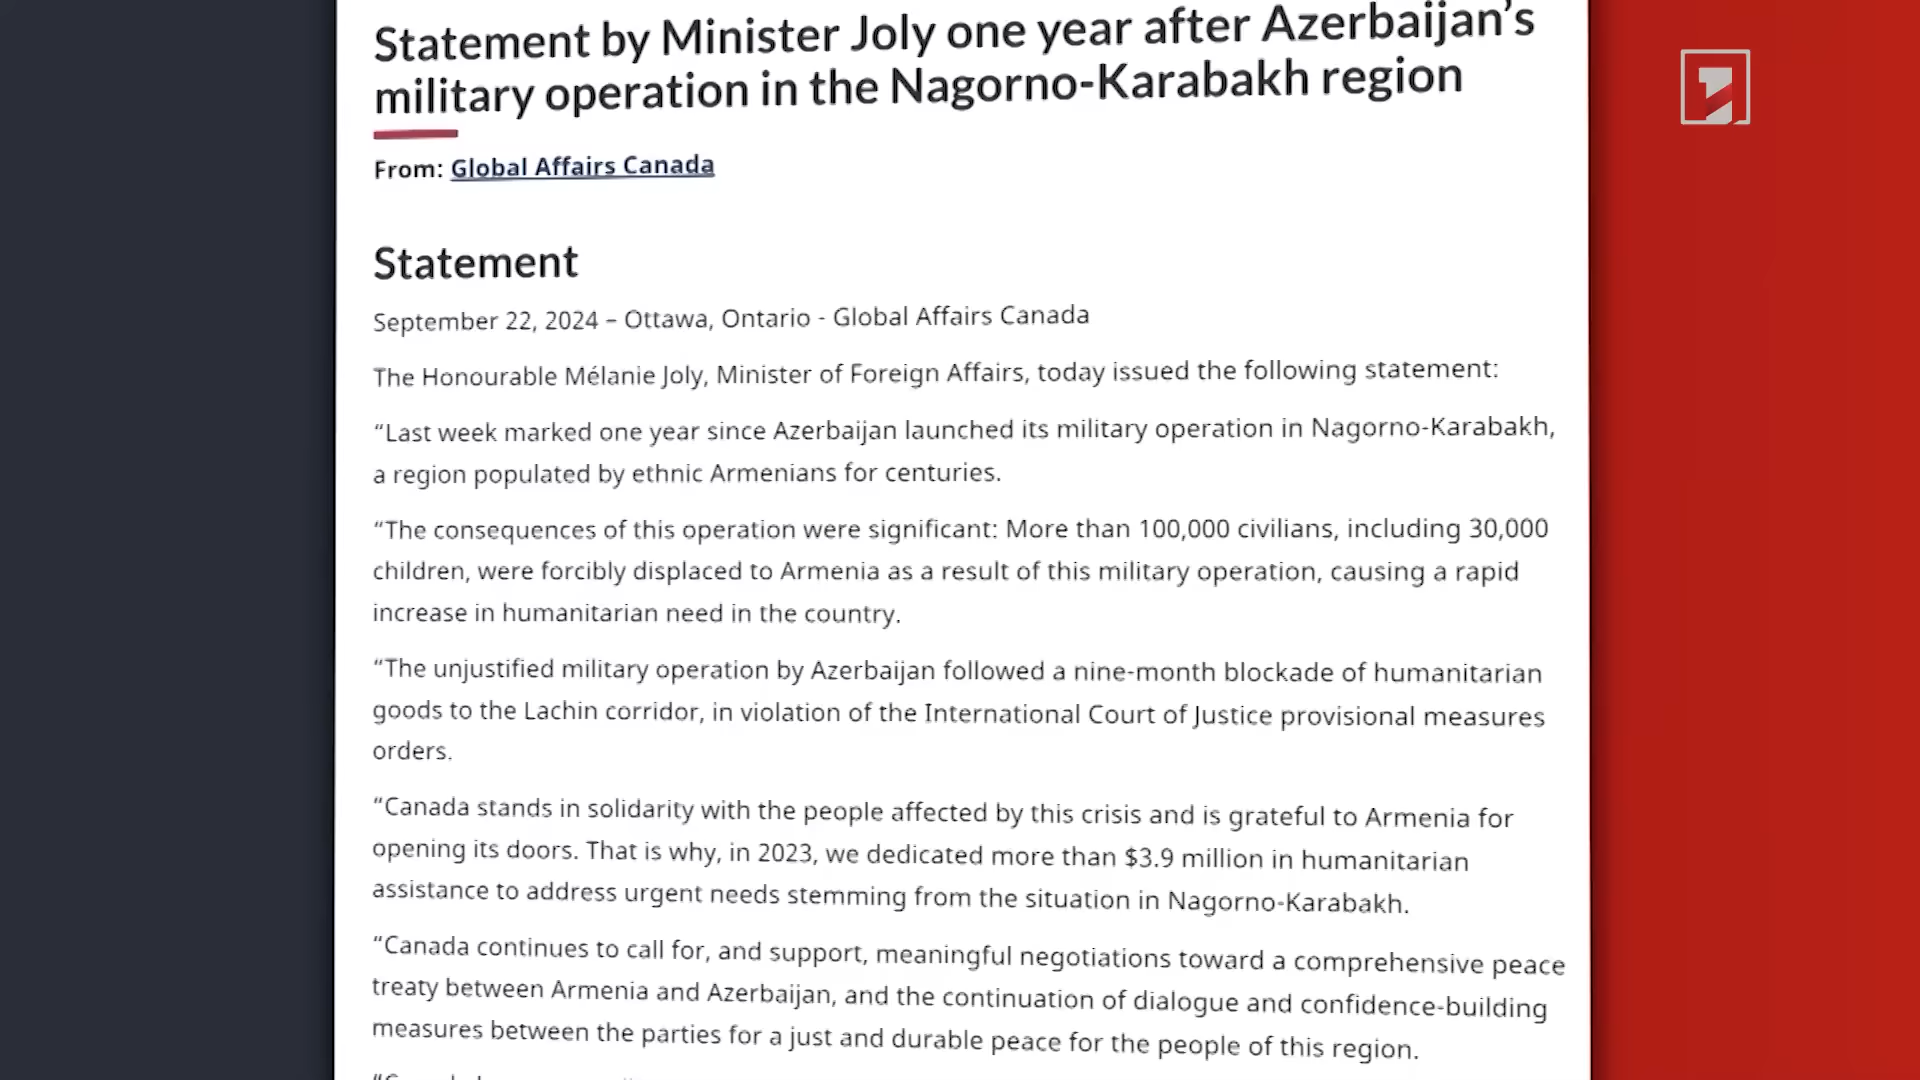 Statement by Minister Joly one year after Azerbaijan’s
military operation in the Nagorno-Karabakh region
From: Global Affairs Canada
Statement
September 22, 2024 – Ottawa, Ontario - Global Affairs Canada
The Honourable Mélanie Joly, Minister of Foreign Affairs, today issued the following statement:
“Last week marked one year since Azerbaijan launched its military operation in Nagorno-Karabakh,
a region populated by ethnic Armenians for centuries.
“The consequences of this operation were significant: More than 100,000 civilians, including 30,000
children, were forcibly displaced to Armenia as a result of this military operation, causing a rapid
increase in humanitarian need in the country.
“The unjustified military operation by Azerbaijan followed a nine-month blockade of humanitarian
goods to the Lachin corridor, in violation of the International Court of Justice provisional measures
orders.
“Canada stands in solidarity with the people affected by this crisis and is grateful to Armenia for
opening its doors. That is why, in 2023, we dedicated more than $3.9 million in humanitarian
assistance to address urgent needs stemming from the situation in Nagorno-Karabakh.
“Canada continues to call for, and support, meaningful negotiations toward a comprehensive peace
treaty between Armenia and Azerbaijan, and the continuation of dialogue and confidence-building
measures between the parties for a just and durable peace for the people of this region.